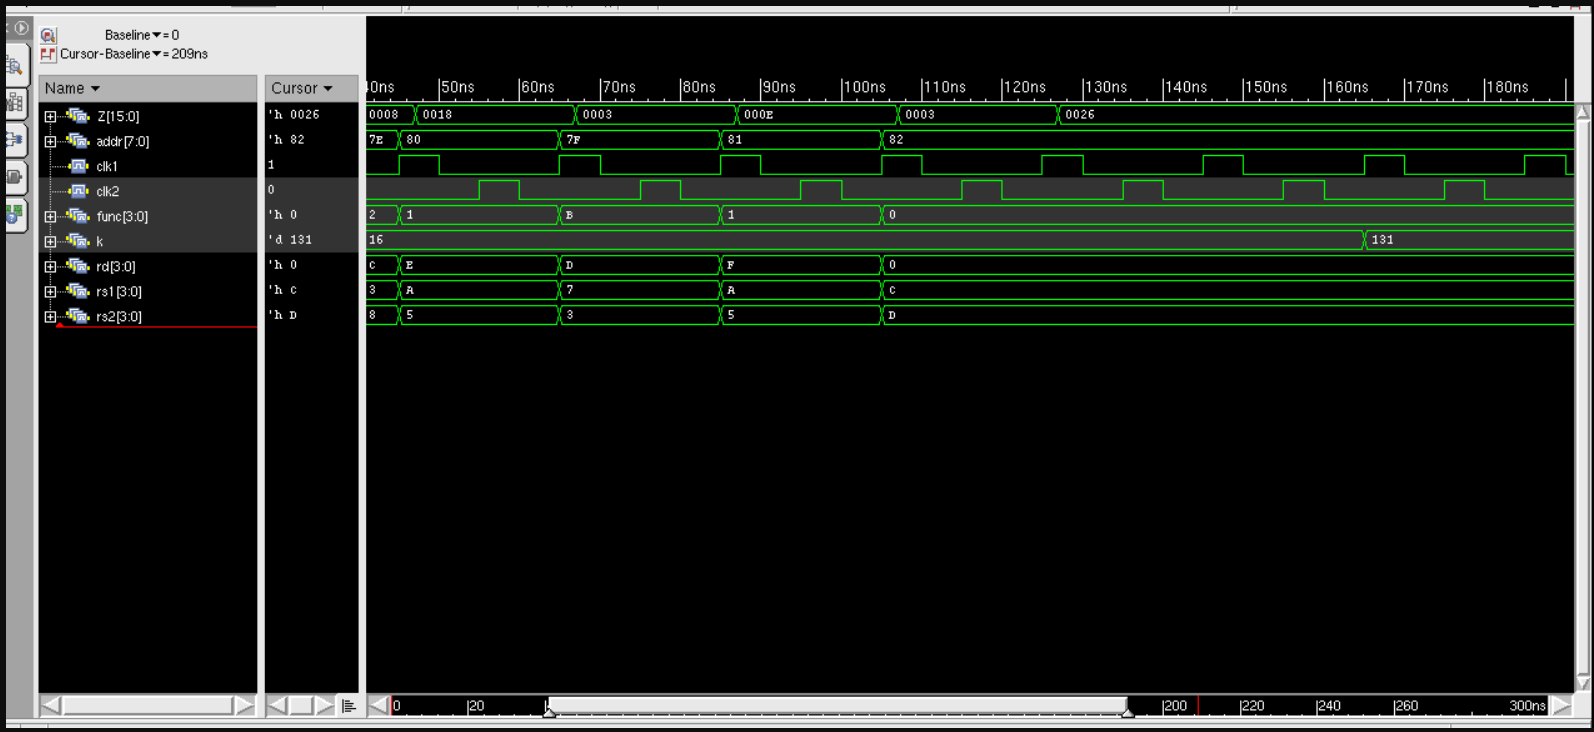 Baseline = 0
Cursor-Baseline = 209ns
Name Cursor 40ns 50ns 60ns 70ns 80ns 90ns 100ns 110ns 120ns 130ns 140ns 150ns 160ns 170ns 180ns
Z[15:0] 'h 0026 0008 0018 0003 000E 0003 0026
addr[7:0] 'h 82 7E 80 7F 81 82
clk1 1
clk2 0
func[3:0] 'h 0 2 1 B 1 0
k 'd 131 16 131
rd[3:0] 'h 0 C E D F 0
rs1[3:0] 'h C 3 A 7 A C
rs2[3:0] 'h D 8 5 3 5 D
0 20 200 220 240 260 300ns